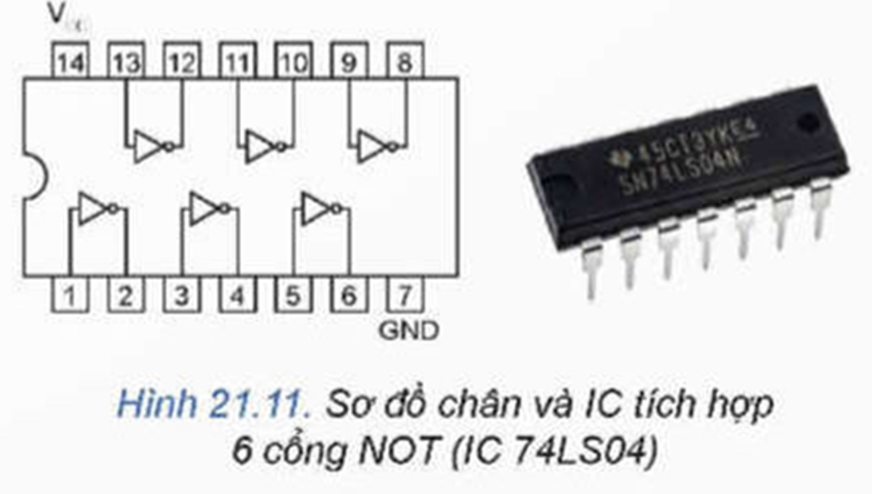 Vcc
14 13 12 11 10 9 8
1 2 3 4 5 6 7
GND
45CT3YKE4
SN74LS04N
Hình 21.11. Sơ đồ chân và IC tích hợp
6 cổng NOT (IC 74LS04)